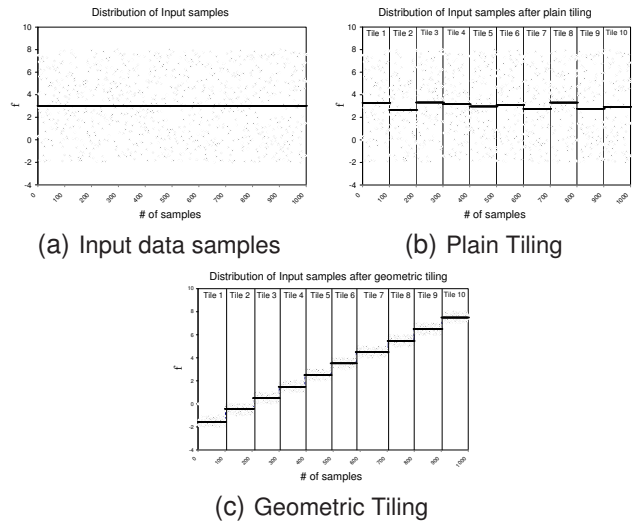 Distribution of Input samples
10
8
6
4
2
0
-2
-4
f
0 100 200 300 400 500 600 700 800 900 1000
# of samples
(a) Input data samples
Distribution of Input samples after plain tiling
Tile 1 Tile 2 Tile 3 Tile 4 Tile 5 Tile 6 Tile 7 Tile 8 Tile 9 Tile 10
10
8
6
4
2
0
-2
-4
f
0 100 200 300 400 500 600 700 800 900 1000
# of samples
(b) Plain Tiling
Distribution of Input samples after geometric tiling
Tile 1 Tile 2 Tile 3 Tile 4 Tile 5 Tile 6 Tile 7 Tile 8 Tile 9 Tile 10
10
8
6
4
2
0
-2
-4
f
0 100 200 300 400 500 600 700 800 900 1000
# of samples
(c) Geometric Tiling